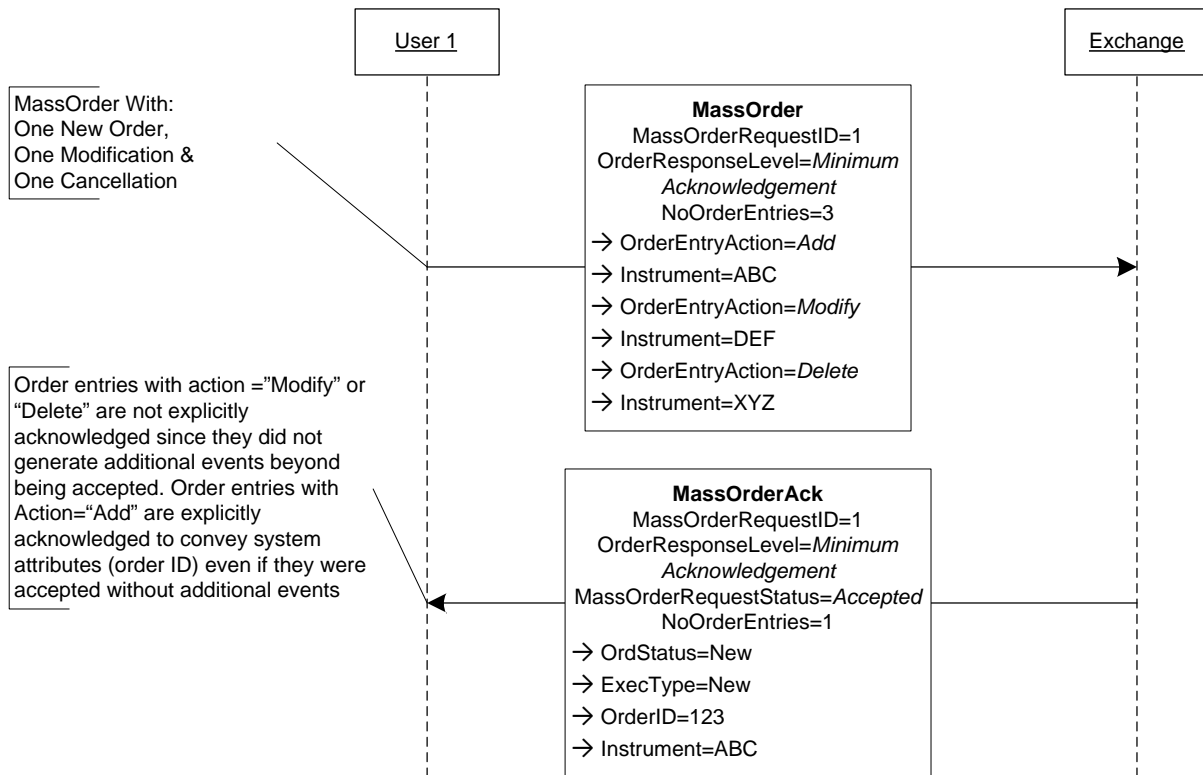 User 1
Exchange
MassOrder With:
One New Order,
One Modification &
One Cancellation
MassOrder
MassOrderRequestID=1
OrderResponseLevel=Minimum
Acknowledgement
NoOrderEntries=3
→ OrderEntryAction=Add
→ Instrument=ABC
→ OrderEntryAction=Modify
→ Instrument=DEF
→ OrderEntryAction=Delete
→ Instrument=XYZ
Order entries with action =”Modify” or
“Delete” are not explicitly
acknowledged since they did not
generate additional events beyond
being accepted. Order entries with
Action=“Add” are explicitly
acknowledged to convey system
attributes (order ID) even if they were
accepted without additional events
MassOrderAck
MassOrderRequestID=1
OrderResponseLevel=Minimum
Acknowledgement
MassOrderRequestStatus=Accepted
NoOrderEntries=1
→ OrdStatus=New
→ ExecType=New
→ OrderID=123
→ Instrument=ABC